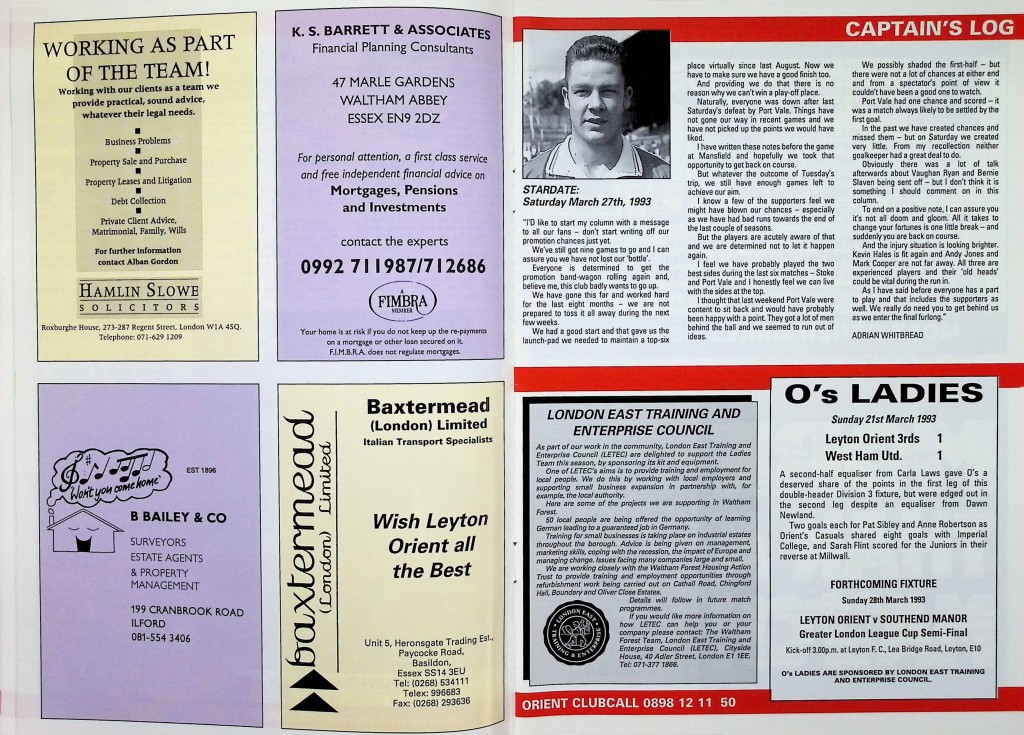 WORKING AS PART
OF THE TEAM!
Working with our clients as a team we
provide practical, sound advice,
whatever their legal needs.
Business Problems
Property Sale and Purchase
Property Leases and Litigation
Debt Collection
Private Client Advice,
Matrimonial, Family, Wills
For further information
contact Alban Gordon
HAMLIN SLOWE
SOLICITORS
Roxburghe House, 273-287 Regent Street, London W1A 4SQ.
Telephone: 071-629 1209
K. S. BARRETT & ASSOCIATES
Financial Planning Consultants
47 MARLE GARDENS
WALTHAM ABBEY
ESSEX EN9 2DZ
For personal attention, a first class service
and free independent financial advice on
Mortgages, Pensions
and Investments
contact the experts
0992 711987/712686
A
FIMBRA
MEMBER
Your home is at risk if you do not keep up the re-payments
on a mortgage or other loan secured on it.
F.I.M.B.R.A. does not regulate mortgages.
Won't you come home'
EST 1896
B BAILEY & CO
SURVEYORS
ESTATE AGENTS
& PROPERTY
MANAGEMENT
199 CRANBROOK ROAD
ILFORD
081-554 3406
baxtermead
(London) Limited
Baxtermead
(London) Limited
Italian Transport Specialists
Wish Leyton
Orient all
the Best
Unit 5, Heronsgate Trading Est.,
Paycocke Road,
Basildon,
Essex SS14 3EU
Tel: (0268) 534111
Telex: 996683
Fax: (0268) 293636
CAPTAIN'S LOG
STARDATE:
Saturday March 27th, 1993
"I'D like to start my column with a message
to all our fans – don't start writing off our
promotion chances just yet.
We've still got nine games to go and I can
assure you we have not lost our 'bottle'.
Everyone is determined to get the
promotion band-wagon rolling again and,
believe me, this club badly wants to go up.
We have gone this far and worked hard
for the last eight months – we are not
prepared to toss it all away during the next
few weeks.
We had a good start and that gave us the
launch-pad we needed to maintain a top-six
place virtually since last August. Now we
have to make sure we have a good finish too.
And providing we do that there is no
reason why we can't win a play-off place.
Naturally, everyone was down after last
Saturday's defeat by Port Vale. Things have
not gone our way in recent games and we
have not picked up the points we would have
liked.
I have written these notes before the game
at Mansfield and hopefully we took that
opportunity to get back on course.
But whatever the outcome of Tuesday's
trip, we still have enough games left to
achieve our aim.
I know a few of the supporters feel we
might have blown our chances – especially
as we have had bad runs towards the end of
the last couple of seasons.
But the players are acutely aware of that
and we are determined not to let it happen
again.
I feel we have probably played the two
best sides during the last six matches – Stoke
and Port Vale and I honestly feel we can live
with the sides at the top.
I thought that last weekend Port Vale were
content to sit back and would have probably
been happy with a point. They got a lot of men
behind the ball and we seemed to run out of
ideas.
We possibly shaded the first-half – but
there were not a lot of chances at either end
and from a spectator's point of view it
couldn't have been a good one to watch.
Port Vale had one chance and scored – it
was a match always likely to be settled by the
first goal.
In the past we have created chances and
missed them – but on Saturday we created
very little. From my recollection neither
goalkeeper had a great deal to do.
Obviously there was a lot of talk
afterwards about Vaughan Ryan and Bernie
Slaven being sent off – but I don't think it is
something I should comment on in this
column.
To end on a positive note, I can assure you
it's not all doom and gloom. All it takes to
change your fortunes is one little break – and
suddenly you are back on course.
And the injury situation is looking brighter.
Kevin Hales is fit again and Andy Jones and
Mark Cooper are not far away. All three are
experienced players and their 'old heads'
could be vital during the run in.
As I have said before everyone has a part
to play and that includes the supporters as
well. We really do need you to get behind us
as we enter the final furlong."
ADRIAN WHITBREAD
LONDON EAST TRAINING AND
ENTERPRISE COUNCIL
As part of our work in the community, London East Training and
Enterprise Council (LETEC) are delighted to support the Ladies
Team this season, by sponsoring its kit and equipment.
One of LETEC's aims is to provide training and employment for
local people. We do this by working with local employers and
supporting small business expansion in partnership with, for
example, the local authority.
Here are some of the projects we are supporting in Waltham
Forest.
50 local people are being offered the opportunity of learning
German leading to a guaranteed job in Germany.
Training for small businesses is taking place on industrial estates
throughout the borough. Advice is being given on management,
marketing skills, coping with the recession, the impact of Europe and
managing change. Issues facing many companies large and small.
We are working closely with the Waltham Forest Housing Action
Trust to provide training and employment opportunities through
refurbishment work being carried out on Cathall Road, Chingford
Hall, Boundary and Oliver Close Estates.
Details will follow in future match
programmes.
If you would like more information on
how LETEC can help you or your
company please contact: The Waltham
Forest Team, London East Training and
Enterprise Council (LETEC), Cityside
House, 40 Adler Street, London E1 1EE.
Tel: 071-377 1866.
LONDON EAST
TRAINING & ENTERPRISE
O's LADIES
Sunday 21st March 1993
Leyton Orient 3rds 1
West Ham Utd. 1
A second-half equaliser from Carla Laws gave O's a
deserved share of the points in the first leg of this
double-header Division 3 fixture, but were edged out in
the second leg despite an equaliser from Dawn
Newland.
Two goals each for Pat Sibley and Anne Robertson as
Orient's Casuals shared eight goals with Imperial
College, and Sarah Flint scored for the Juniors in their
reverse at Millwall.
FORTHCOMING FIXTURE
Sunday 28th March 1993
LEYTON ORIENT v SOUTHEND MANOR
Greater London League Cup Semi-Final
Kick-off 3.00p.m. at Leyton F. C., Lea Bridge Road, Leyton, E10
O's LADIES ARE SPONSORED BY LONDON EAST TRAINING
AND ENTERPRISE COUNCIL.
ORIENT CLUBCALL 0898 12 11 50